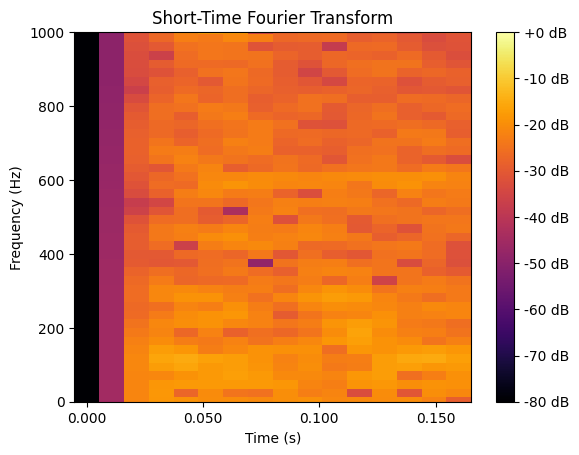 Short-Time Fourier Transform
1000
800
600
400
200
0
Frequency (Hz)
0.000
0.050
0.100
0.150
Time (s)
+0 dB
-10 dB
-20 dB
-30 dB
-40 dB
-50 dB
-60 dB
-70 dB
-80 dB